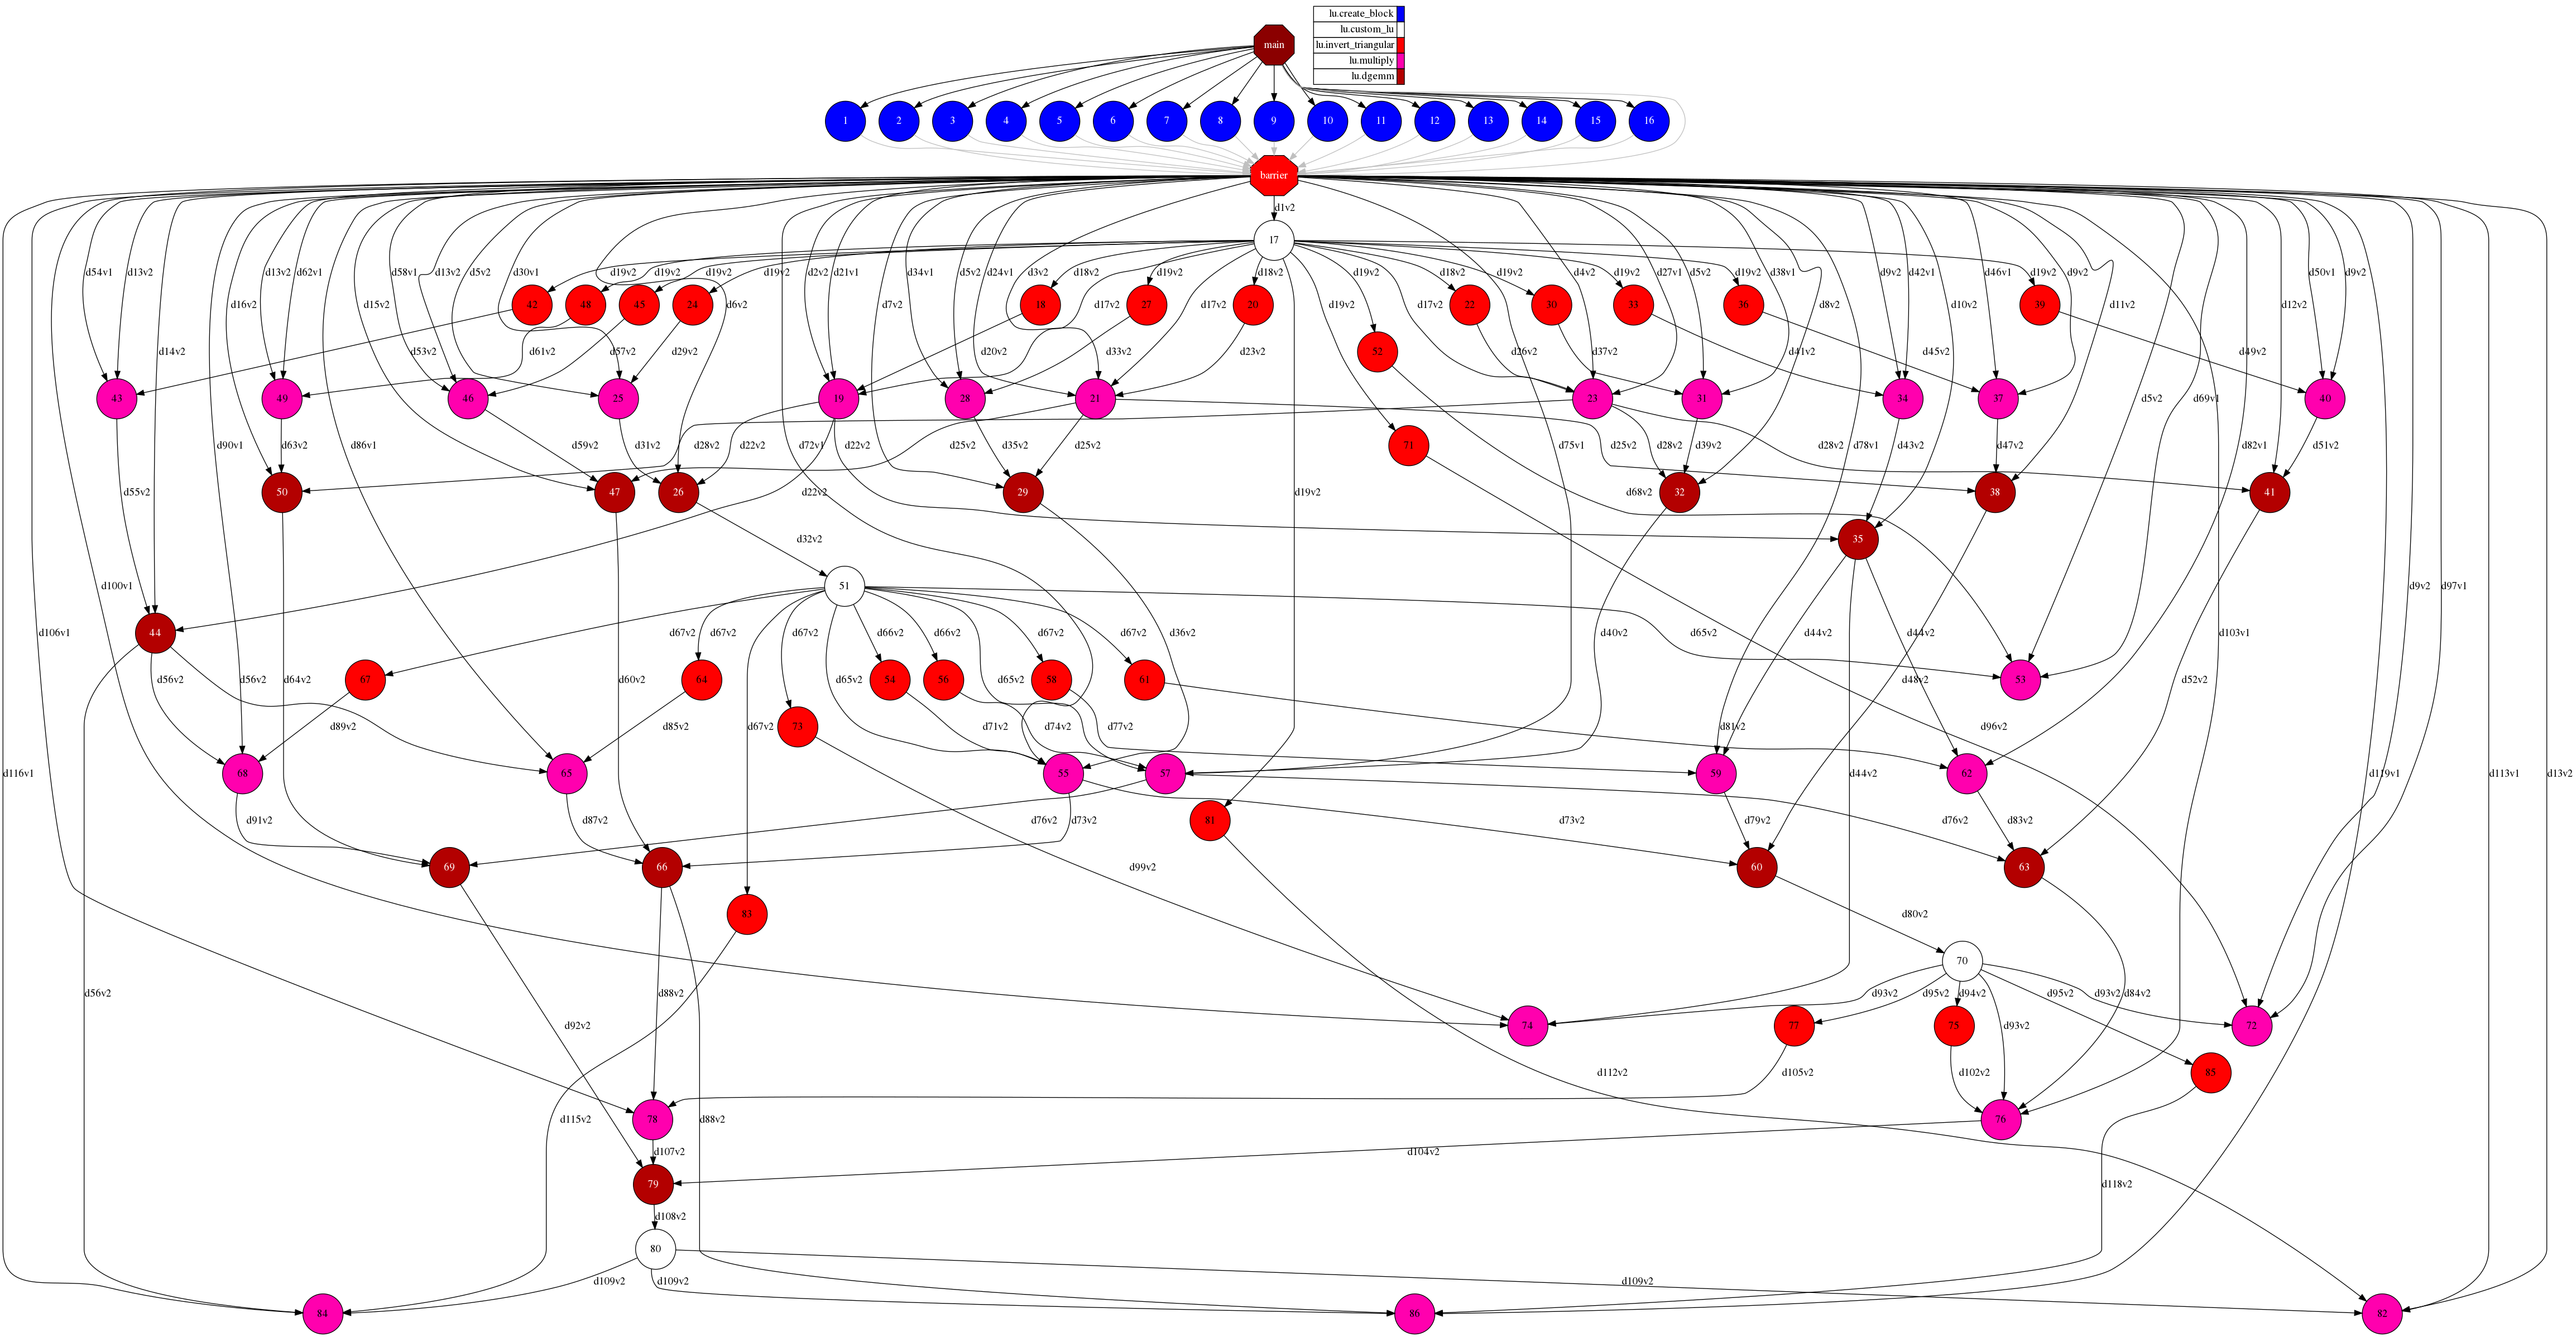 lu.create_block
lu.custom_lu
main
lu.invert_triangular
lu.multiply
lu.dgemm
1 2 3 4 5 6 7 8 9 10 11 12 13 14 15 16
barrier
d1v2
17
d54v1 d13v2 d16v2 d13v2 d62v1 d15v2 d58v1 d13v2 d5v2 d30v1 d19v2 d19v2 d19v2 d19v2 d6v2 d2v2 d21v1 d34v1 d5v2 d24v1 d3v2 d18v2 d19v2 d17v2 d17v2 d18v2 d19v2 d18v2 d19v2 d4v2 d19v2 d27v1 d5v2 d19v2 d38v1 d8v2 d9v2 d42v1 d10v2 d46v1 d19v2 d9v2 d11v2 d12v2 d50v1 d9v2
42 48 45 24 18 27 20 22 30 33 36 39
d14v2 d53v2 d61v2 d57v2 d29v2 d7v2 d20v2 d33v2 d17v2 d23v2 d19v2 d17v2 d26v2 d37v2 d41v2 d45v2 d49v2
52
43 49 46 25 19 28 21 23 31 34 37 40
d90v1 d63v2 d86v1 d59v2 d31v2 d28v2 d22v2 d72v1 d22v2 d35v2 d25v2 d25v2 d75v1 d25v2 d28v2 d39v2 d78v1 d28v2 d43v2 d47v2 d5v2 d69v1 d82v1 d51v2
71
d55v2 d22v2 d19v2 d68v2
50 47 26 29 32 38 41
d32v2
35
d100v1 51 d9v2 d97v1
d106v1 44 d67v2 d67v2 d67v2 d66v2 d66v2 d67v2 d67v2 d36v2 d40v2 d65v2 d44v2 d44v2 d103v1
d56v2 d56v2 d64v2 67 d60v2 64 d65v2 54 56 d65v2 58 61 d48v2 53 d52v2
d89v2 d85v2 d67v2 73 d71v2 d74v2 d77v2 d81v2 d96v2
d116v1 68 65 55 57 d44v2 59 62 d119v1 d113v1 d13v2
d91v2 d87v2 d76v2 d73v2 81 d73v2 d79v2 d76v2 d83v2
69 66 d99v2 60 63
83 d80v2
70
d56v2 d88v2 d93v2 d95v2 d94v2 d95v2 d93v2 d84v2
d92v2 74 77 75 d93v2 72
d112v2 d105v2 d102v2 85
d115v2 78 d88v2 76
d107v2 d104v2
79 d118v2
d108v2
80
d109v2 d109v2 d109v2
84 86 82